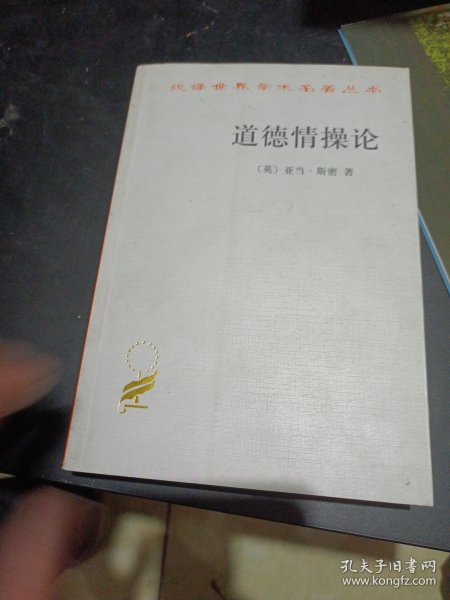 汉译世界学术名著丛书
道德情操论
〔英〕亚当·斯密 著
孔夫子旧书网
www.kongfz.com